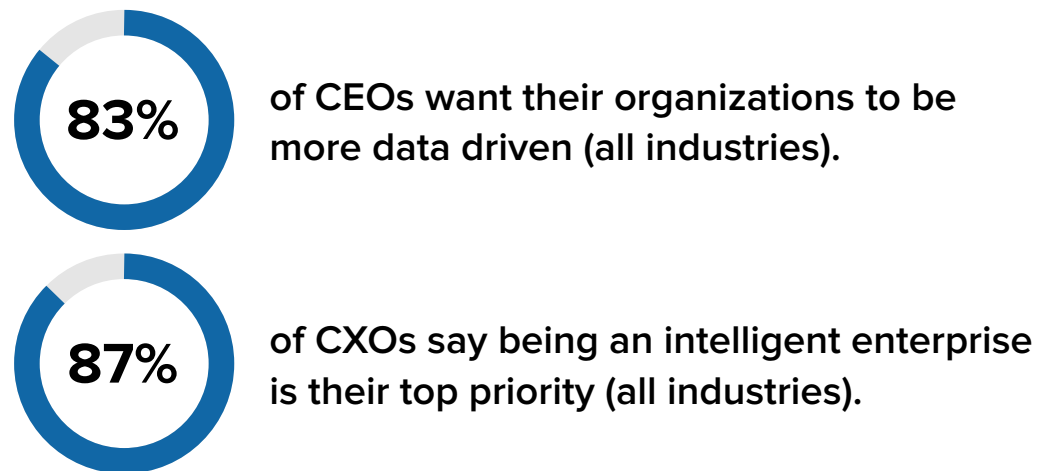 83%
of CEOs want their organizations to be
more data driven (all industries).
87%
of CXOs say being an intelligent enterprise
is their top priority (all industries).